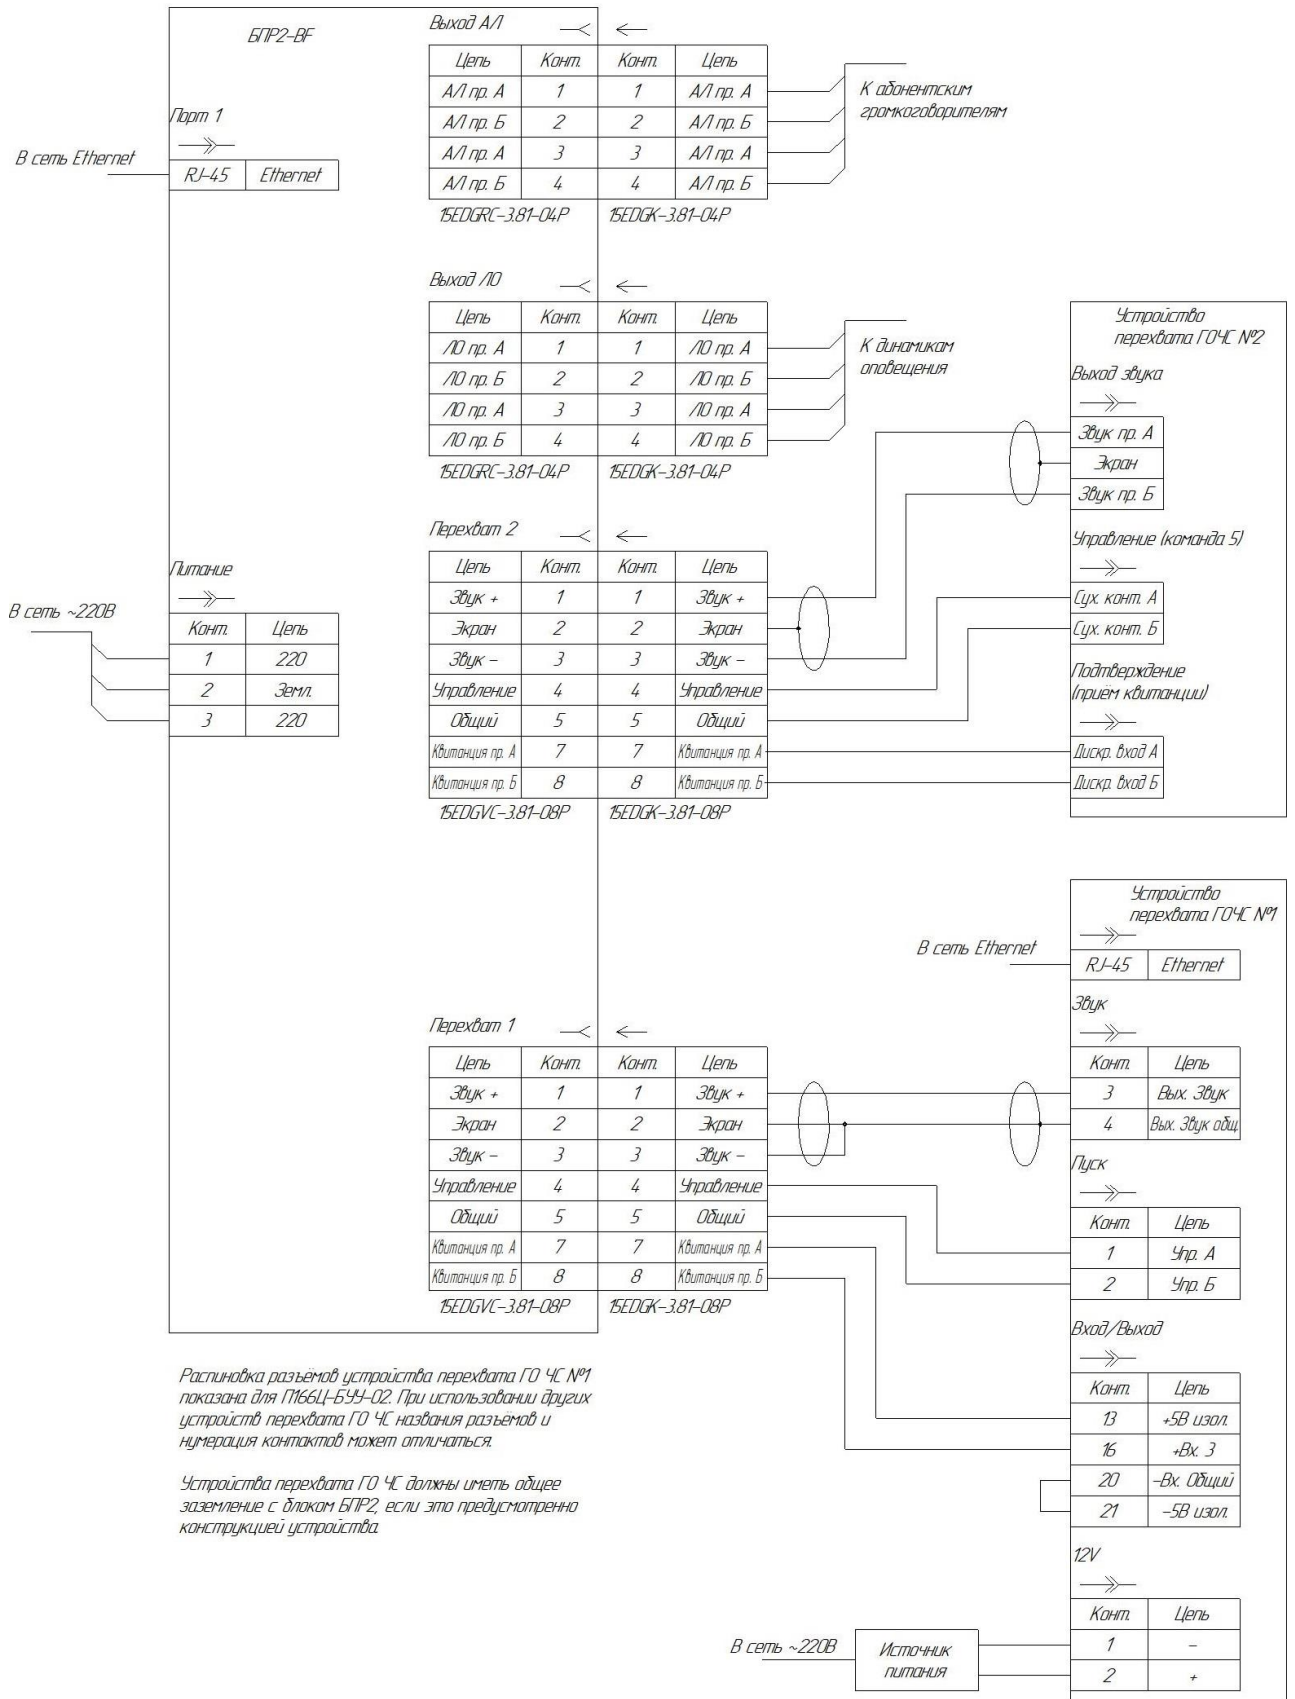 БПР2-BF
Порт 1
В сеть Ethernet
RJ-45 Ethernet
Питание
В сеть ~220В
Конт. Цепь
1 220
2 Земл.
3 220
Выход АЛ
Цепь Конт. Конт. Цепь
АЛ пр. А 1 1 АЛ пр. А
АЛ пр. Б 2 2 АЛ пр. Б
АЛ пр. А 3 3 АЛ пр. А
АЛ пр. Б 4 4 АЛ пр. Б
15EDGRC-3.81-04P 15EDGK-3.81-04P
К абонентским
громкоговорителям
Выход ЛО
Цепь Конт. Конт. Цепь
ЛО пр. А 1 1 ЛО пр. А
ЛО пр. Б 2 2 ЛО пр. Б
ЛО пр. А 3 3 ЛО пр. А
ЛО пр. Б 4 4 ЛО пр. Б
15EDGRC-3.81-04P 15EDGK-3.81-04P
К динамикам
оповещения
Перехват 2
Цепь Конт. Конт. Цепь
Звук + 1 1 Звук +
Экран 2 2 Экран
Звук - 3 3 Звук -
Управление 4 4 Управление
Общий 5 5 Общий
Квитанция пр. А 7 7 Квитанция пр. А
Квитанция пр. Б 8 8 Квитанция пр. Б
15EDGVC-3.81-08P 15EDGK-3.81-08P
Устройство
перехвата ГОЧС №2
Выход звука
Звук пр. А
Экран
Звук пр. Б
Управление (команда 5)
Сух. конт. А
Сух. конт. Б
Подтверждение
(приём квитанции)
Дискр. вход А
Дискр. вход Б
Перехват 1
Цепь Конт. Конт. Цепь
Звук + 1 1 Звук +
Экран 2 2 Экран
Звук - 3 3 Звук -
Управление 4 4 Управление
Общий 5 5 Общий
Квитанция пр. А 7 7 Квитанция пр. А
Квитанция пр. Б 8 8 Квитанция пр. Б
15EDGVC-3.81-08P 15EDGK-3.81-08P
Устройство
перехвата ГОЧС №1
В сеть Ethernet
RJ-45 Ethernet
Звук
Конт. Цепь
3 Вых. Звук
4 Вых. Звук общ.
Пуск
Конт. Цепь
1 Упр. А
2 Упр. Б
Вход/Выход
Конт. Цепь
13 +5В изол.
16 +Вх. 3
20 -Вх. Общий
21 -5В изол.
12V
Конт. Цепь
1 -
2 +
В сеть ~220В
Источник
питания
Распиновка разъёмов устройства перехвата ГО ЧС №1
показана для П166Ц-БУУ-02. При использовании других
устройств перехвата ГО ЧС названия разъёмов и
нумерация контактов может отличаться.
Устройства перехвата ГО ЧС должны иметь общее
заземление с блоком БПР2, если это предусмотренно
конструкцией устройства.